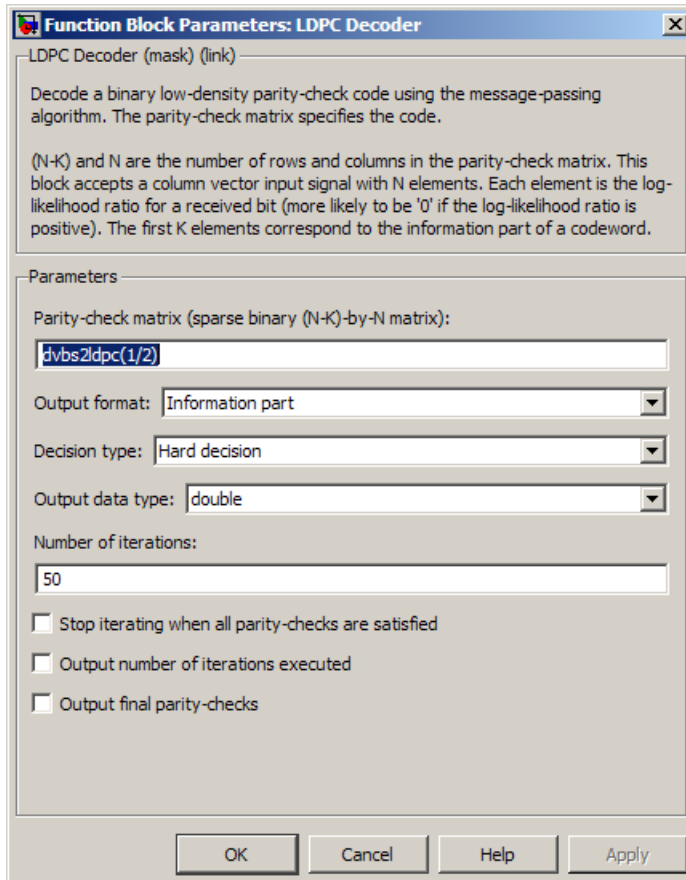 Function Block Parameters: LDPC Decoder
LDPC Decoder (mask) (link)
Decode a binary low-density parity-check code using the message-passing
algorithm. The parity-check matrix specifies the code.
(N-K) and N are the number of rows and columns in the parity-check matrix. This
block accepts a column vector input signal with N elements. Each element is the log-
likelihood ratio for a received bit (more likely to be '0' if the log-likelihood ratio is
positive). The first K elements correspond to the information part of a codeword.
Parameters
Parity-check matrix (sparse binary (N-K)-by-N matrix):
dvbs2ldpc(1/2)
Output format: Information part
Decision type: Hard decision
Output data type: double
Number of iterations:
50
Stop iterating when all parity-checks are satisfied
Output number of iterations executed
Output final parity-checks
OK Cancel Help Apply